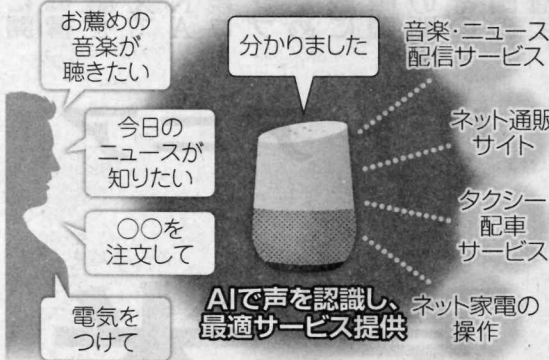 お薦めの
音楽が
聴きたい
今日の
ニュースが
知りたい
○○を
注文して
電気を
つけて
分かりました
AIで声を認識し、
最適サービス提供
音楽・ニュース
配信サービス
ネット通販
サイト
タクシー
配車
サービス
ネット家電の
操作